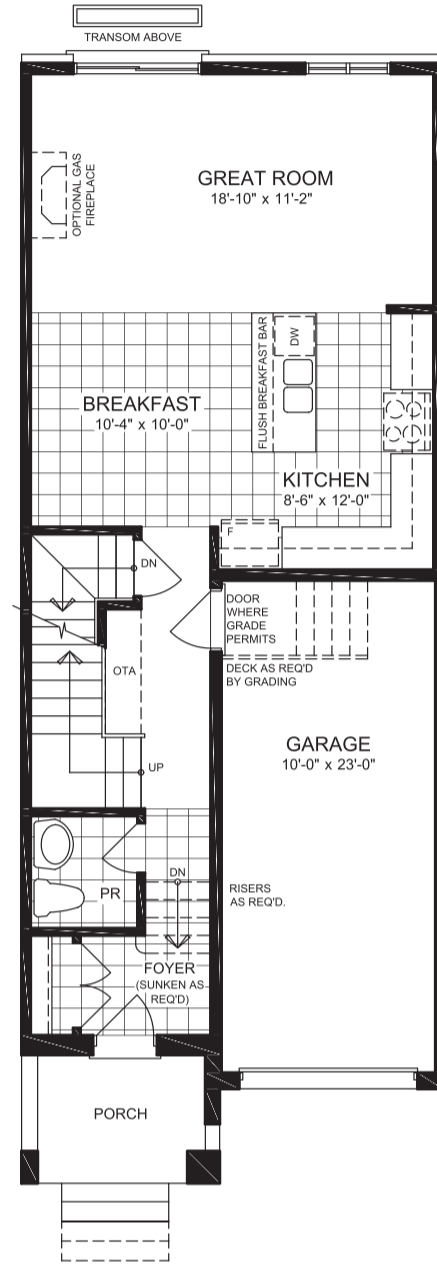 TRANSOM ABOVE
OPTIONAL GAS
FIREPLACE
GREAT ROOM
18'-10" x 11'-2"
FLUSH BREAKFAST BAR
DW
BREAKFAST
10'-4" x 10'-0"
KITCHEN
8'-6" x 12'-0"
F
DN
DOOR
WHERE
GRADE
PERMITS
OTA
DECK AS REQ'D
BY GRADING
GARAGE
10'-0" x 23'-0"
UP
DN
PR
RISERS
AS REQ'D.
FOYER
(SUNKEN AS
REQ'D)
PORCH